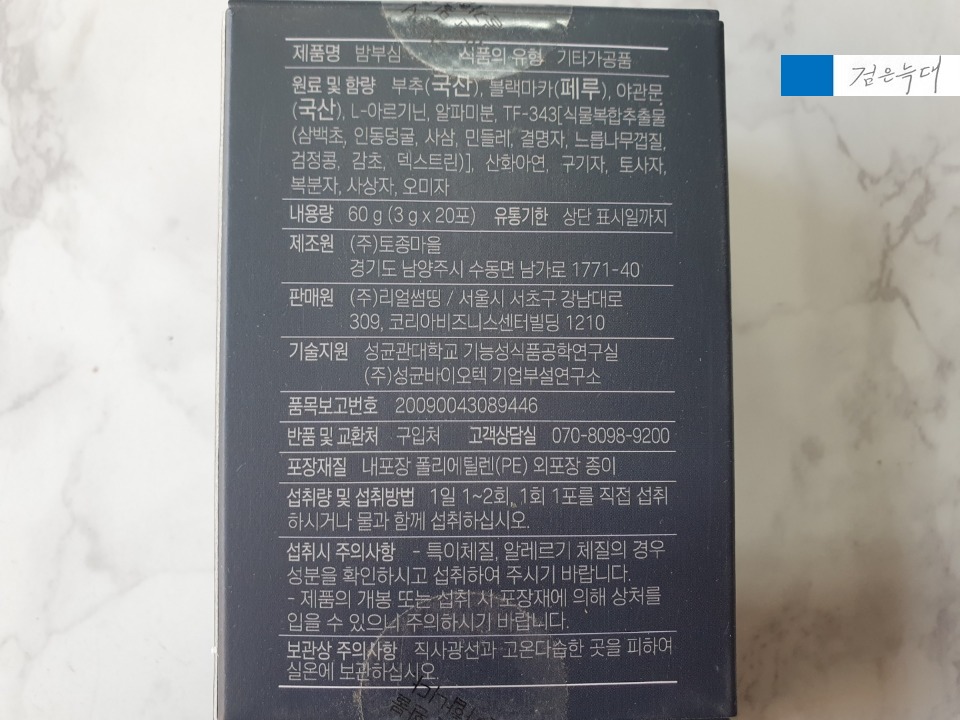 제품명 밤부심 식품의 유형 기타가공품
원료 및 함량 부추(국산), 블랙마카(페루), 야관문
(국산), L-아르기닌, 알파미분, TF-343[식물복합추출물
(삼백초, 인동덩굴, 사삼, 민들레, 결명자, 느릅나무껍질,
검정콩, 감초, 덱스트린)], 산화아연, 구기자, 토사자,
복분자, 사상자, 오미자
내용량 60 g (3 g x 20포) 유통기한 상단 표시일까지
제조원 (주)토종마을
경기도 남양주시 수동면 남가로 1771-40
판매원 (주)리얼썸띵 / 서울시 서초구 강남대로
309, 코리아비즈니스센터빌딩 1210
기술지원 성균관대학교 기능성식품공학연구실
(주)성균바이오텍 기업부설연구소
품목보고번호 20090043089446
반품 및 교환처 구입처 고객상담실 070-8098-9200
포장재질 내포장 폴리에틸렌(PE) 외포장 종이
섭취량 및 섭취방법 1일 1~2회, 1회 1포를 직접 섭취
하시거나 물과 함께 섭취하십시오.
섭취시 주의사항 - 특이체질, 알레르기 체질의 경우
성분을 확인하시고 섭취하여 주시기 바랍니다.
- 제품의 개봉 또는 섭취 시 포장재에 의해 상처를
입을 수 있으니 주의하시기 바랍니다.
보관상 주의사항 직사광선과 고온다습한 곳을 피하여
실온에 보관하십시오.
검은늑대